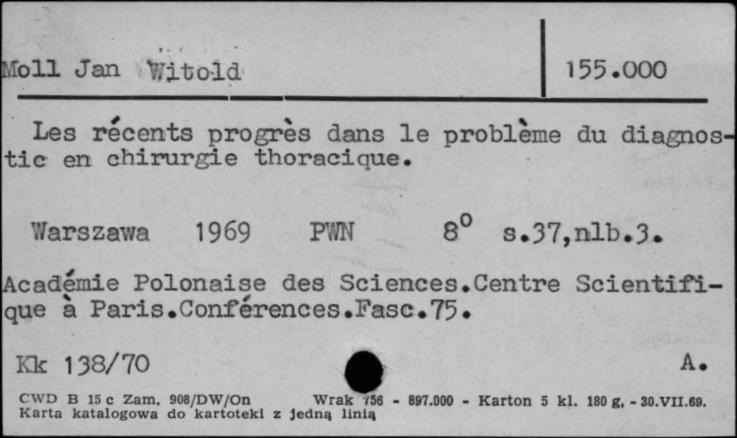 Moll Jan Witold 155.000
Les récents progrès dans le problème du diagnos-
tic en chirurgie thoracique.
Warszawa 1969 PWN 8° s.37,nlb.3.
Académie Polonaise des Sciences.Centre Scientifi-
que à Paris.Conférences.Fasc.75.
Kk 138/70 A.
CWD B 15 c Zam. 908/DW/On Wrak 756 - 897.000 - Karton 5 kl. 180 g, - 30.VII.69.
Karta katalogowa do kartoteki z jedną linią